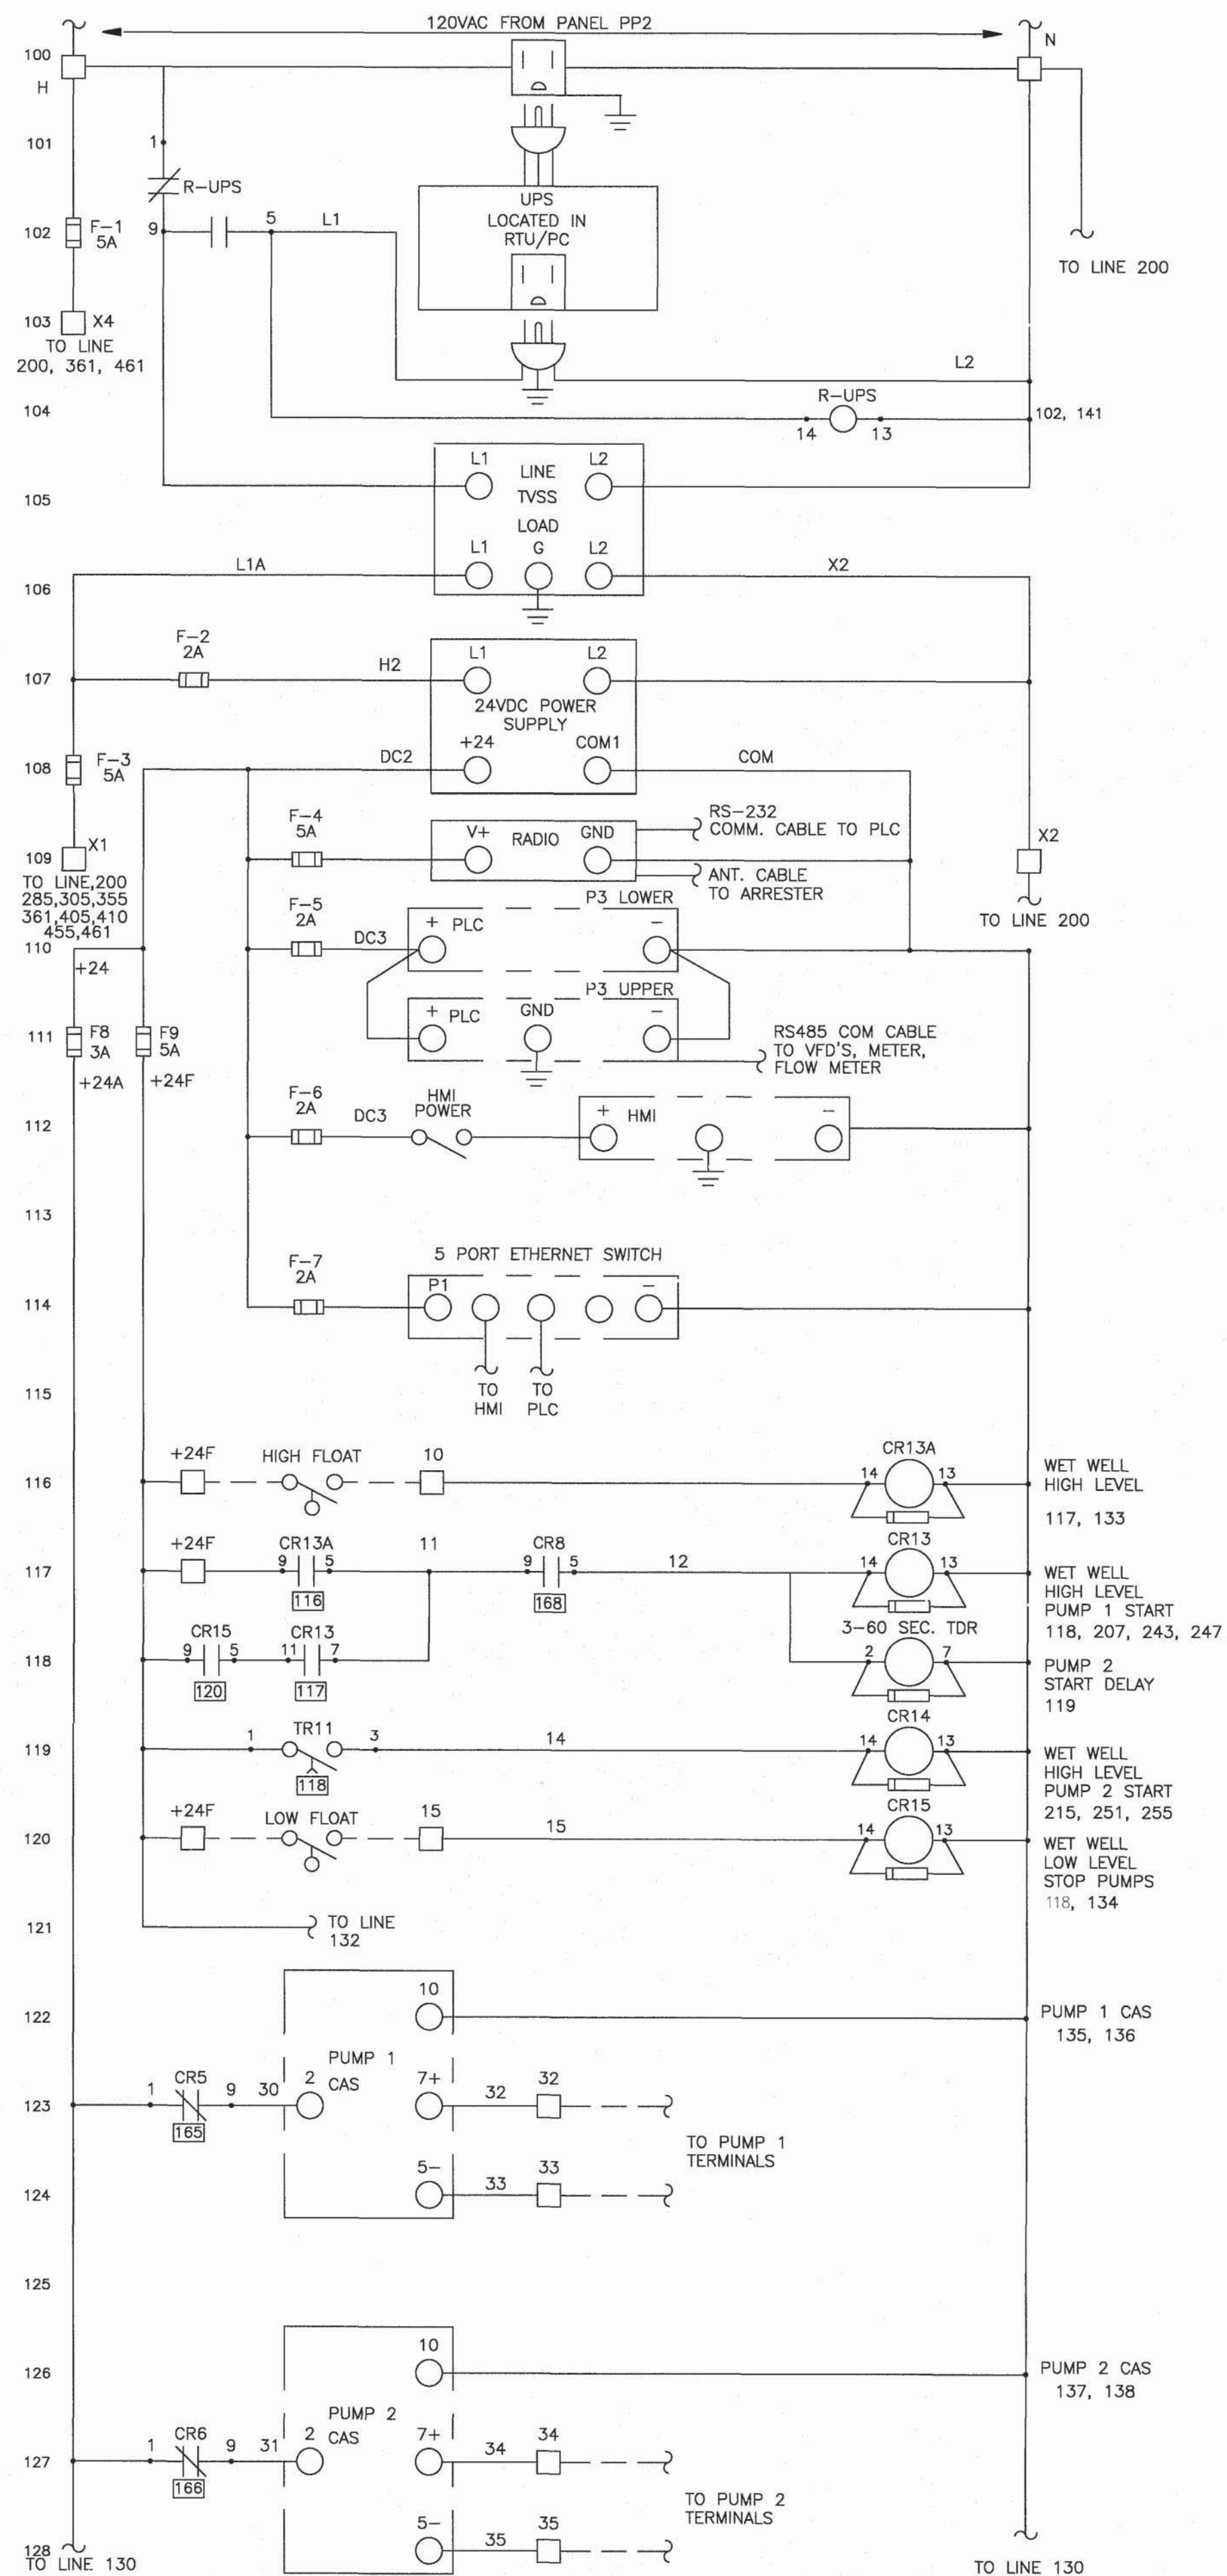 120VAC FROM PANEL PP2
N
100
H
101
1
R-UPS
UPS
LOCATED IN
RTU/PC
102
F-1
5A
9
5
L1
TO LINE 200
103
X4
TO LINE
200, 361, 461
L2
104
R-UPS
14
13
102, 141
L1
LINE
L2
TVSS
105
LOAD
L1
G
L2
L1A
X2
106
F-2
2A
107
H2
L1
L2
24VDC POWER
SUPPLY
+24
COM1
108
F-3
5A
DC2
COM
F-4
5A
V+
RADIO
GND
RS-232
COMM. CABLE TO PLC
109
X1
X2
TO LINE,200
285,305,355
361,405,410
455,461
ANT. CABLE
TO ARRESTER
TO LINE 200
F-5
2A
P3 LOWER
110
DC3
+
PLC
-
+24
P3 UPPER
111
F8
3A
F9
5A
+
PLC
GND
-
RS485 COM CABLE
TO VFD'S, METER,
FLOW METER
+24A
+24F
F-6
2A
HMI
POWER
112
DC3
+
HMI
-
113
5 PORT ETHERNET SWITCH
F-7
2A
114
P1
-
115
TO
HMI
TO
PLC
+24F
HIGH FLOAT
10
CR13A
116
14
13
WET WELL
HIGH LEVEL
117, 133
+24F
CR13A
11
CR8
CR13
117
9
5
9
5
12
14
13
116
168
WET WELL
HIGH LEVEL
PUMP 1 START
118, 207, 243, 247
CR15
CR13
3-60 SEC. TDR
118
9
5
11
7
2
7
120
117
PUMP 2
START DELAY
119
TR11
CR14
119
1
3
14
14
13
118
WET WELL
HIGH LEVEL
PUMP 2 START
215, 251, 255
+24F
LOW FLOAT
15
CR15
120
15
14
13
WET WELL
LOW LEVEL
STOP PUMPS
118, 134
121
TO LINE
132
10
122
PUMP 1 CAS
135, 136
PUMP 1
CAS
CR5
123
1
9
30
2
7+
32
32
165
TO PUMP 1
TERMINALS
124
5-
33
33
125
10
126
PUMP 2 CAS
137, 138
PUMP 2
CAS
CR6
127
1
9
31
2
7+
34
34
166
TO PUMP 2
TERMINALS
128
5-
35
35
TO LINE 130
TO LINE 130